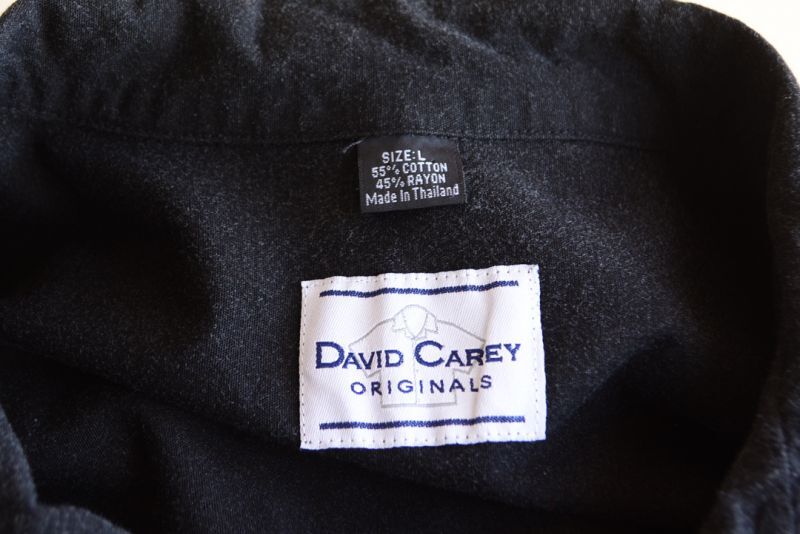 SIZE: L
55% COTTON
45% RAYON
Made In Thailand
DAVID CAREY
ORIGINALS